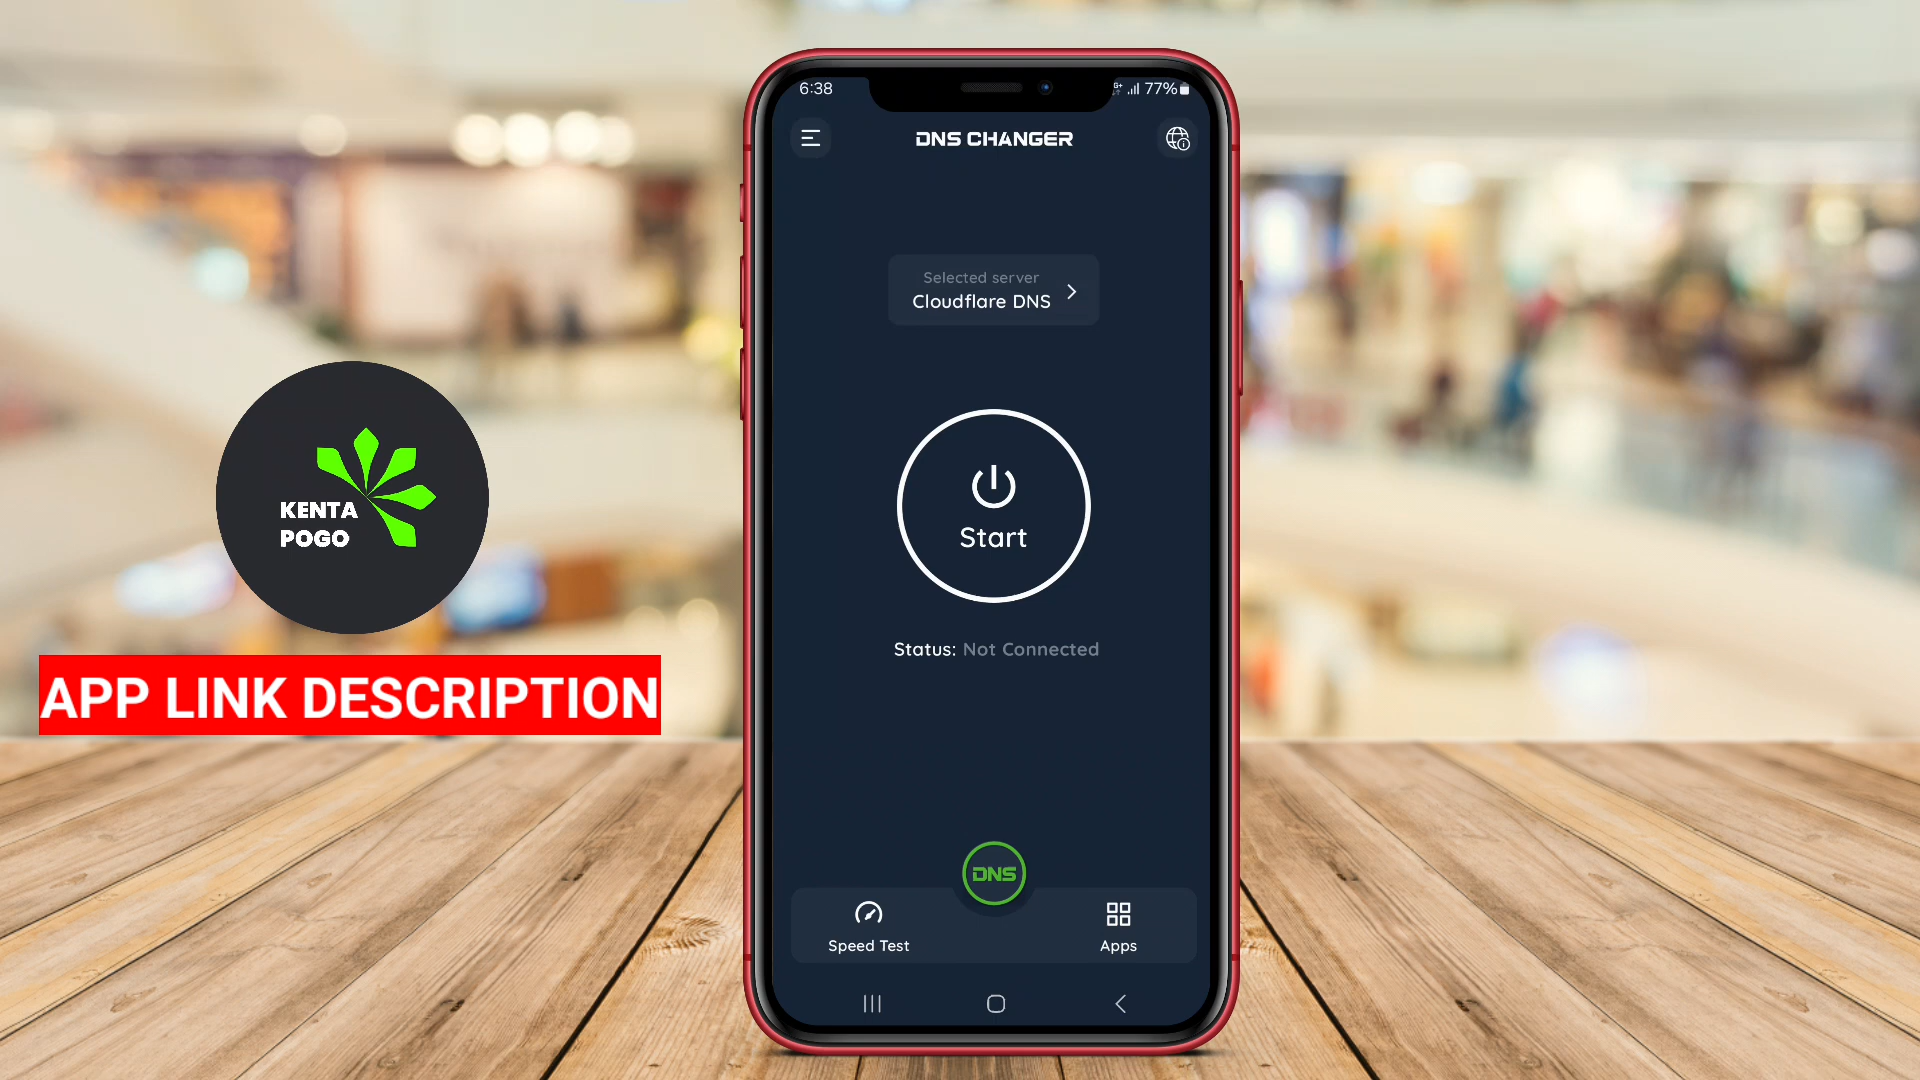 6:38
G+ 77%
DNS CHANGER
Selected server
Cloudflare DNS
Start
Status: Not Connected
DNS
Speed Test
Apps
KENTA
POGO
APP LINK DESCRIPTION